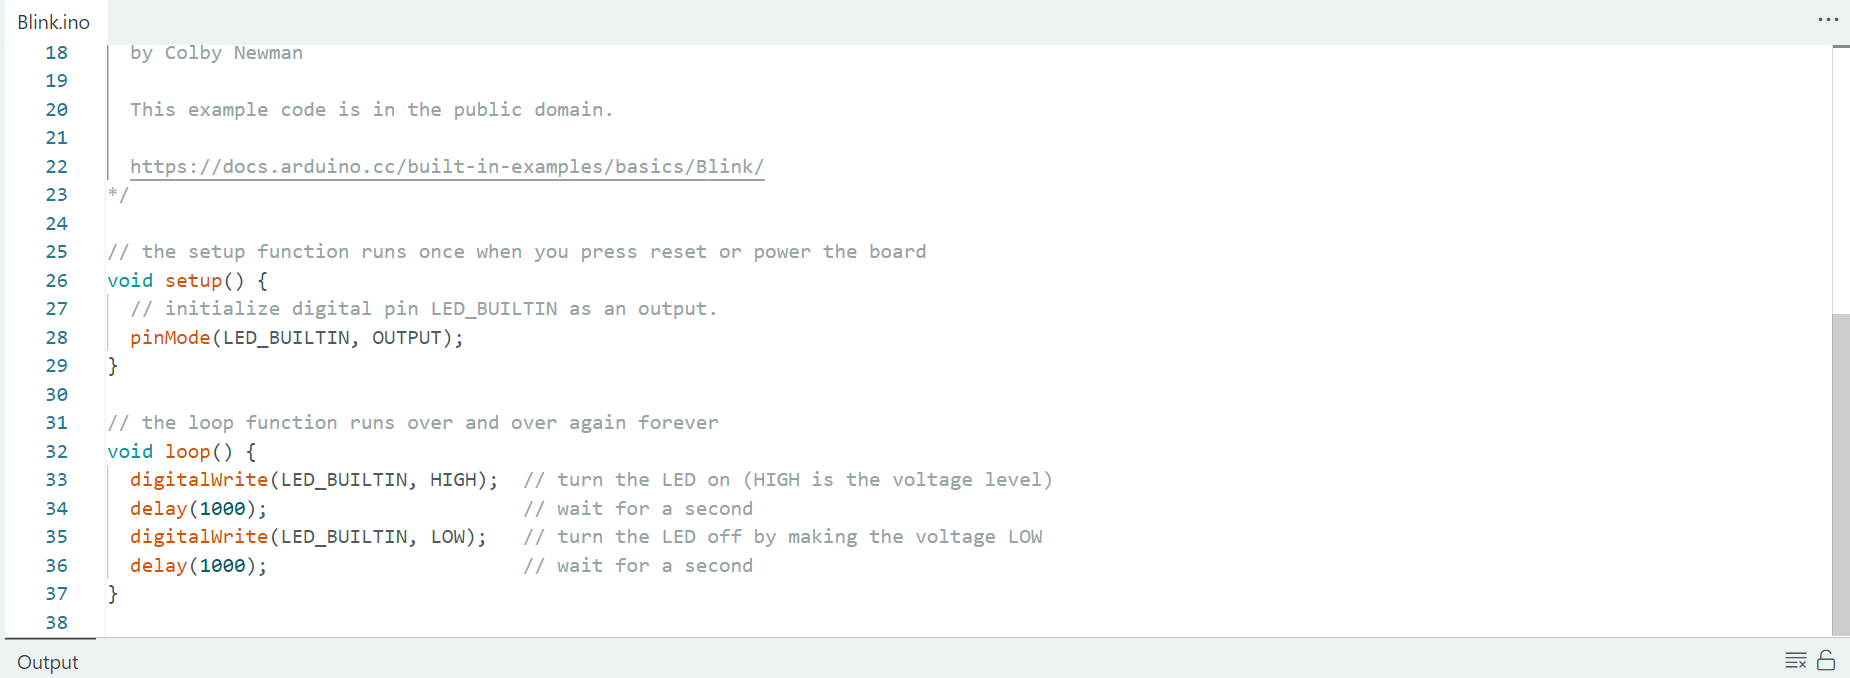 Blink.ino
18 by Colby Newman
19
20 This example code is in the public domain.
21
22 https://docs.arduino.cc/built-in-examples/basics/Blink/
23 */
24
25 // the setup function runs once when you press reset or power the board
26 void setup() {
27 // initialize digital pin LED_BUILTIN as an output.
28 pinMode(LED_BUILTIN, OUTPUT);
29 }
30
31 // the loop function runs over and over again forever
32 void loop() {
33 digitalWrite(LED_BUILTIN, HIGH);  // turn the LED on (HIGH is the voltage level)
34 delay(1000);                      // wait for a second
35 digitalWrite(LED_BUILTIN, LOW);   // turn the LED off by making the voltage LOW
36 delay(1000);                      // wait for a second
37 }
38
Output